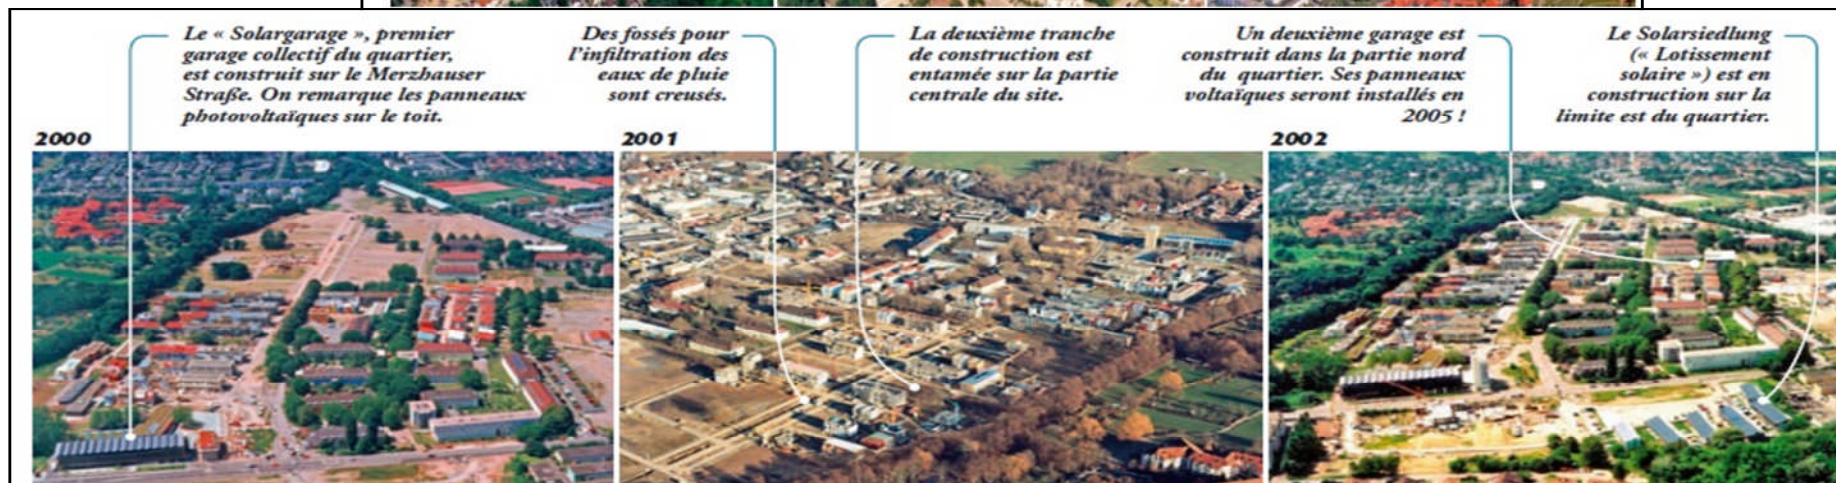 Le « Solargarage », premier
garage collectif du quartier,
est construit sur le Merzhauser
Straße. On remarque les panneaux
photovoltaïques sur le toit.
Des fossés pour
l'infiltration des
eaux de pluie
sont creusés.
La deuxième tranche
de construction est
entamée sur la partie
centrale du site.
Un deuxième garage est
construit dans la partie nord
du quartier. Ses panneaux
voltaïques seront installés en
2005 !
Le Solarsiedlung
(« Lotissement
solaire ») est en
construction sur la
limite est du quartier.
2000
2001
2002